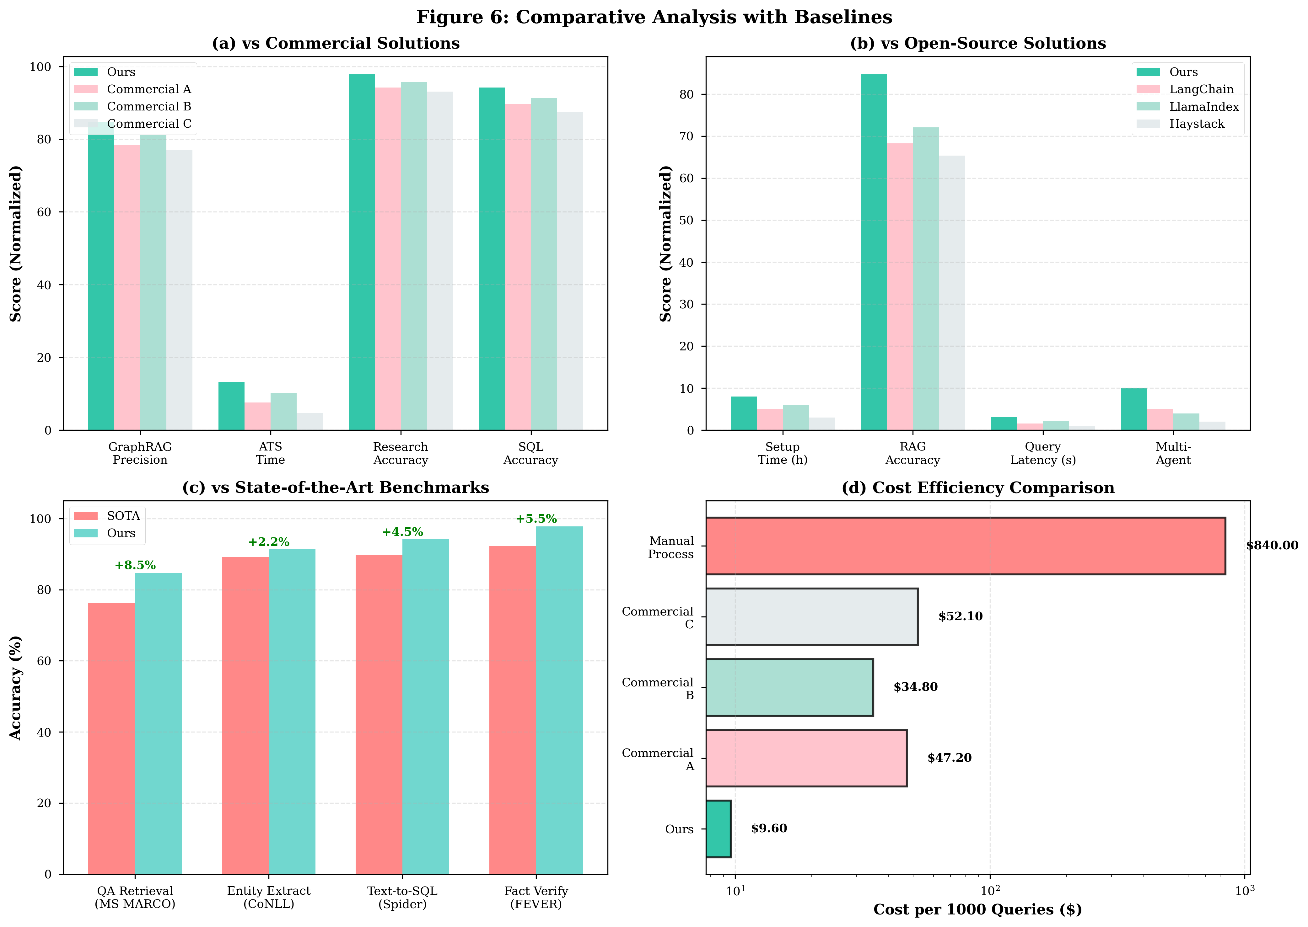 Figure 6: Comparative Analysis with Baselines
(a) vs Commercial Solutions
Score (Normalized)
100
80
60
40
20
0
Ours
Commercial A
Commercial B
Commercial C
GraphRAG
Precision
ATS
Time
Research
Accuracy
SQL
Accuracy
(b) vs Open-Source Solutions
Score (Normalized)
80
70
60
50
40
30
20
10
0
Ours
LangChain
LlamaIndex
Haystack
Setup
Time (h)
RAG
Accuracy
Query
Latency (s)
Multi-
Agent
(c) vs State-of-the-Art Benchmarks
Accuracy (%)
100
80
60
40
20
0
SOTA
Ours
+8.5%
+2.2%
+4.5%
+5.5%
QA Retrieval
(MS MARCO)
Entity Extract
(CoNLL)
Text-to-SQL
(Spider)
Fact Verify
(FEVER)
(d) Cost Efficiency Comparison
Manual
Process
$840.00
Commercial
C
$52.10
Commercial
B
$34.80
Commercial
A
$47.20
Ours
$9.60
10¹
10²
10³
Cost per 1000 Queries ($)